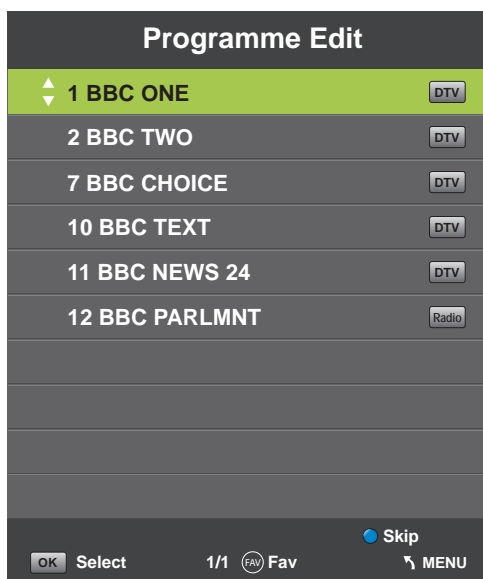 Programme Edit
1 BBC ONE DTV
2 BBC TWO DTV
7 BBC CHOICE DTV
10 BBC TEXT DTV
11 BBC NEWS 24 DTV
12 BBC PARLMNT Radio
Skip
OK Select 1/1 FAV Fav MENU